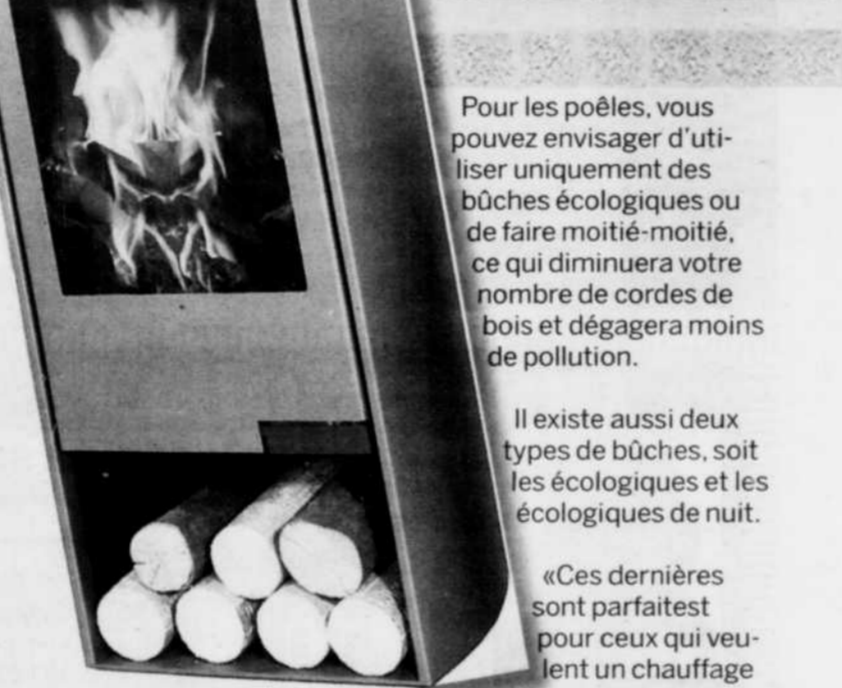 Pour les poêles, vous
pouvez envisager d'uti-
liser uniquement des
bûches écologiques ou
de faire moitié-moitié,
ce qui diminuera votre
nombre de cordes de
bois et dégagera moins
de pollution.
Il existe aussi deux
types de bûches, soit
les écologiques et les
écologiques de nuit.
«Ces dernières
sont parfaitest
pour ceux qui veu-
lent un chauffage